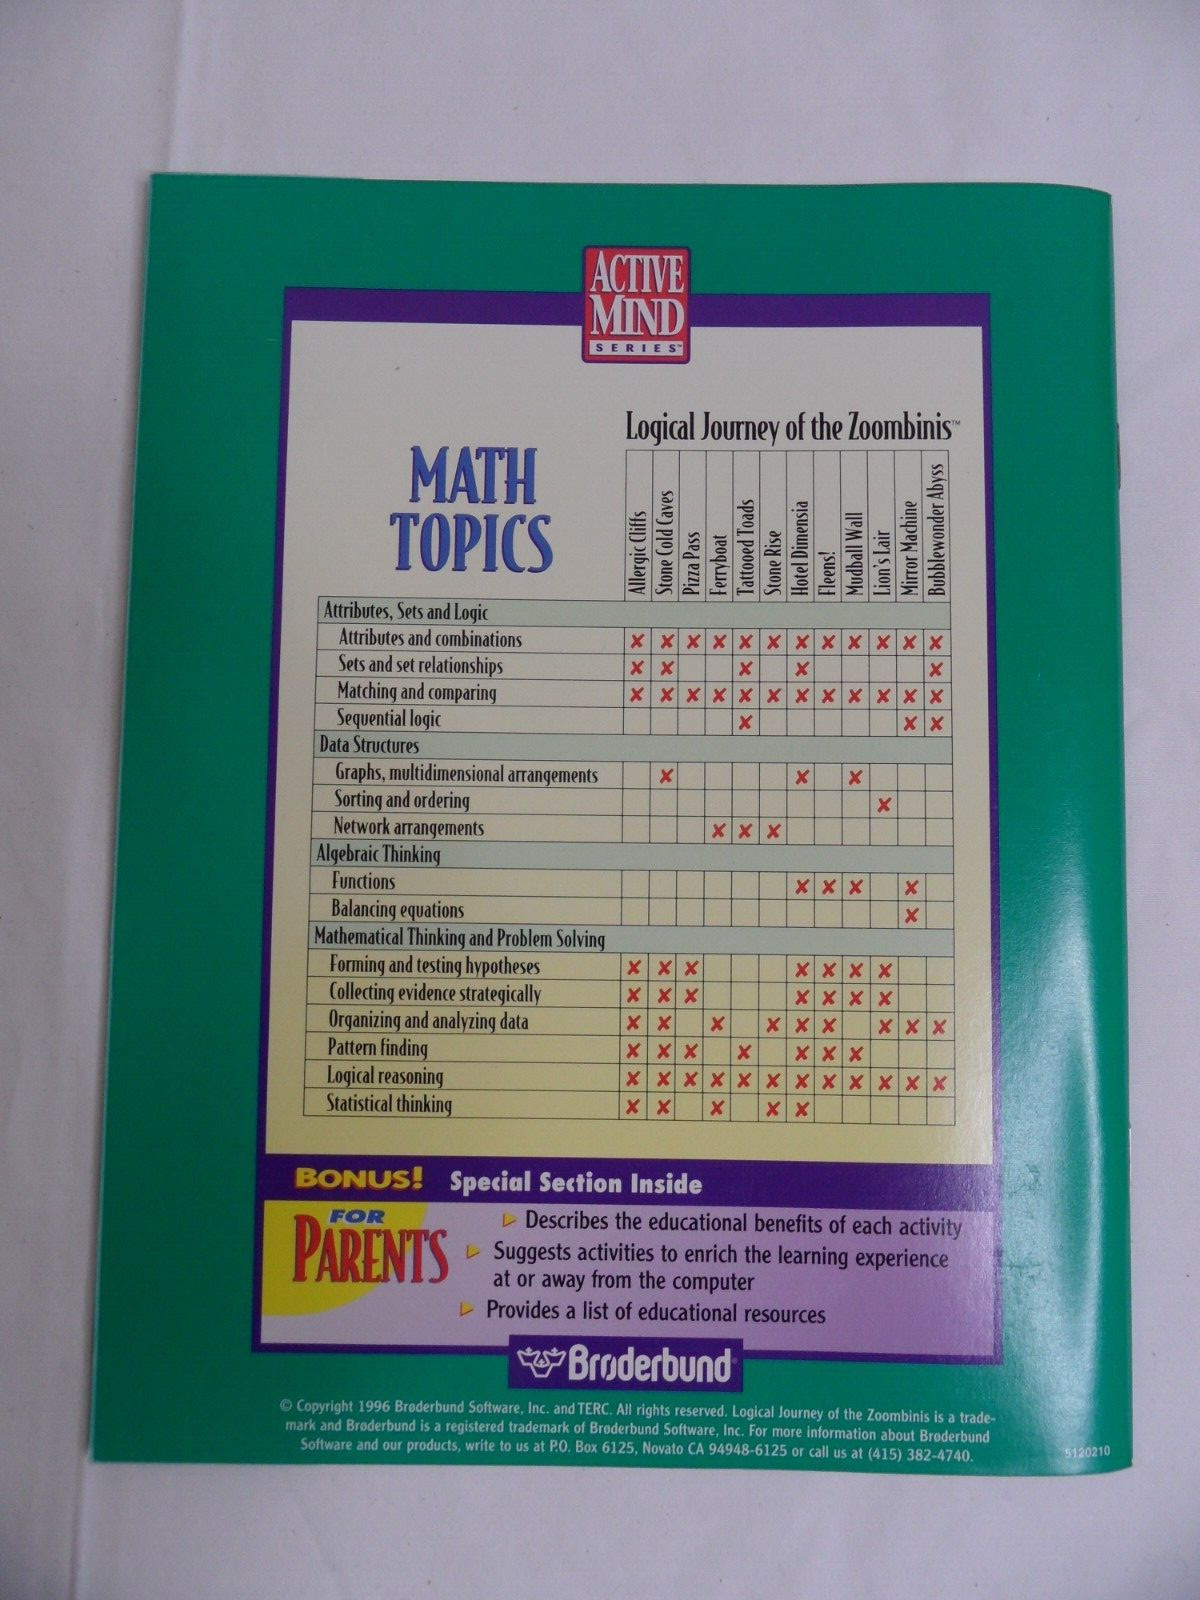 ACTIVE
MIND
SERIES™
Logical Journey of the Zoombinis™
MATH
TOPICS
Allergic Cliffs
Stone Cold Caves
Pizza Pass
Ferryboat
Tattooed Toads
Stone Rise
Hotel Dimensia
Fleens!
Mudball Wall
Lion's Lair
Mirror Machine
Bubblewonder Abyss
Attributes, Sets and Logic
Attributes and combinations ✘ ✘ ✘ ✘ ✘ ✘ ✘ ✘ ✘ ✘ ✘ ✘
Sets and set relationships ✘ ✘ ✘ ✘ ✘
Matching and comparing ✘ ✘ ✘ ✘ ✘ ✘ ✘ ✘ ✘ ✘ ✘ ✘
Sequential logic ✘ ✘ ✘
Data Structures
Graphs, multidimensional arrangements ✘ ✘ ✘
Sorting and ordering ✘
Network arrangements ✘ ✘ ✘
Algebraic Thinking
Functions ✘ ✘ ✘ ✘
Balancing equations ✘
Mathematical Thinking and Problem Solving
Forming and testing hypotheses ✘ ✘ ✘ ✘ ✘ ✘ ✘
Collecting evidence strategically ✘ ✘ ✘ ✘ ✘ ✘ ✘
Organizing and analyzing data ✘ ✘ ✘ ✘ ✘ ✘ ✘ ✘ ✘
Pattern finding ✘ ✘ ✘ ✘ ✘ ✘ ✘
Logical reasoning ✘ ✘ ✘ ✘ ✘ ✘ ✘ ✘ ✘ ✘ ✘ ✘
Statistical thinking ✘ ✘ ✘ ✘ ✘
BONUS! Special Section Inside
FOR
PARENTS
Describes the educational benefits of each activity
Suggests activities to enrich the learning experience
at or away from the computer
Provides a list of educational resources
Brøderbund®
© Copyright 1996 Brøderbund Software, Inc. and TERC. All rights reserved. Logical Journey of the Zoombinis is a trade-
mark and Brøderbund is a registered trademark of Brøderbund Software, Inc. For more information about Brøderbund
Software and our products, write to us at P.O. Box 6125, Novato CA 94948-6125 or call us at (415) 382-4740.
5120210